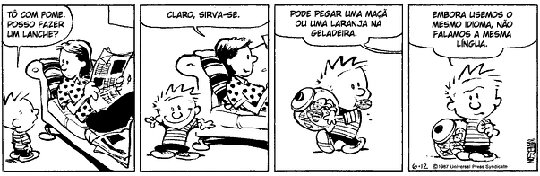 TÔ COM FOME.
POSSO FAZER
UM LANCHE?
CLARO, SIRVA-SE.
PODE PEGAR UMA MAÇÃ
OU UMA LARANJA NA
GELADEIRA.
EMBORA USEMOS O
MESMO IDIOMA, NÃO
FALAMOS A MESMA
LÍNGUA.
6-12
© 1987 Universal Press Syndicate